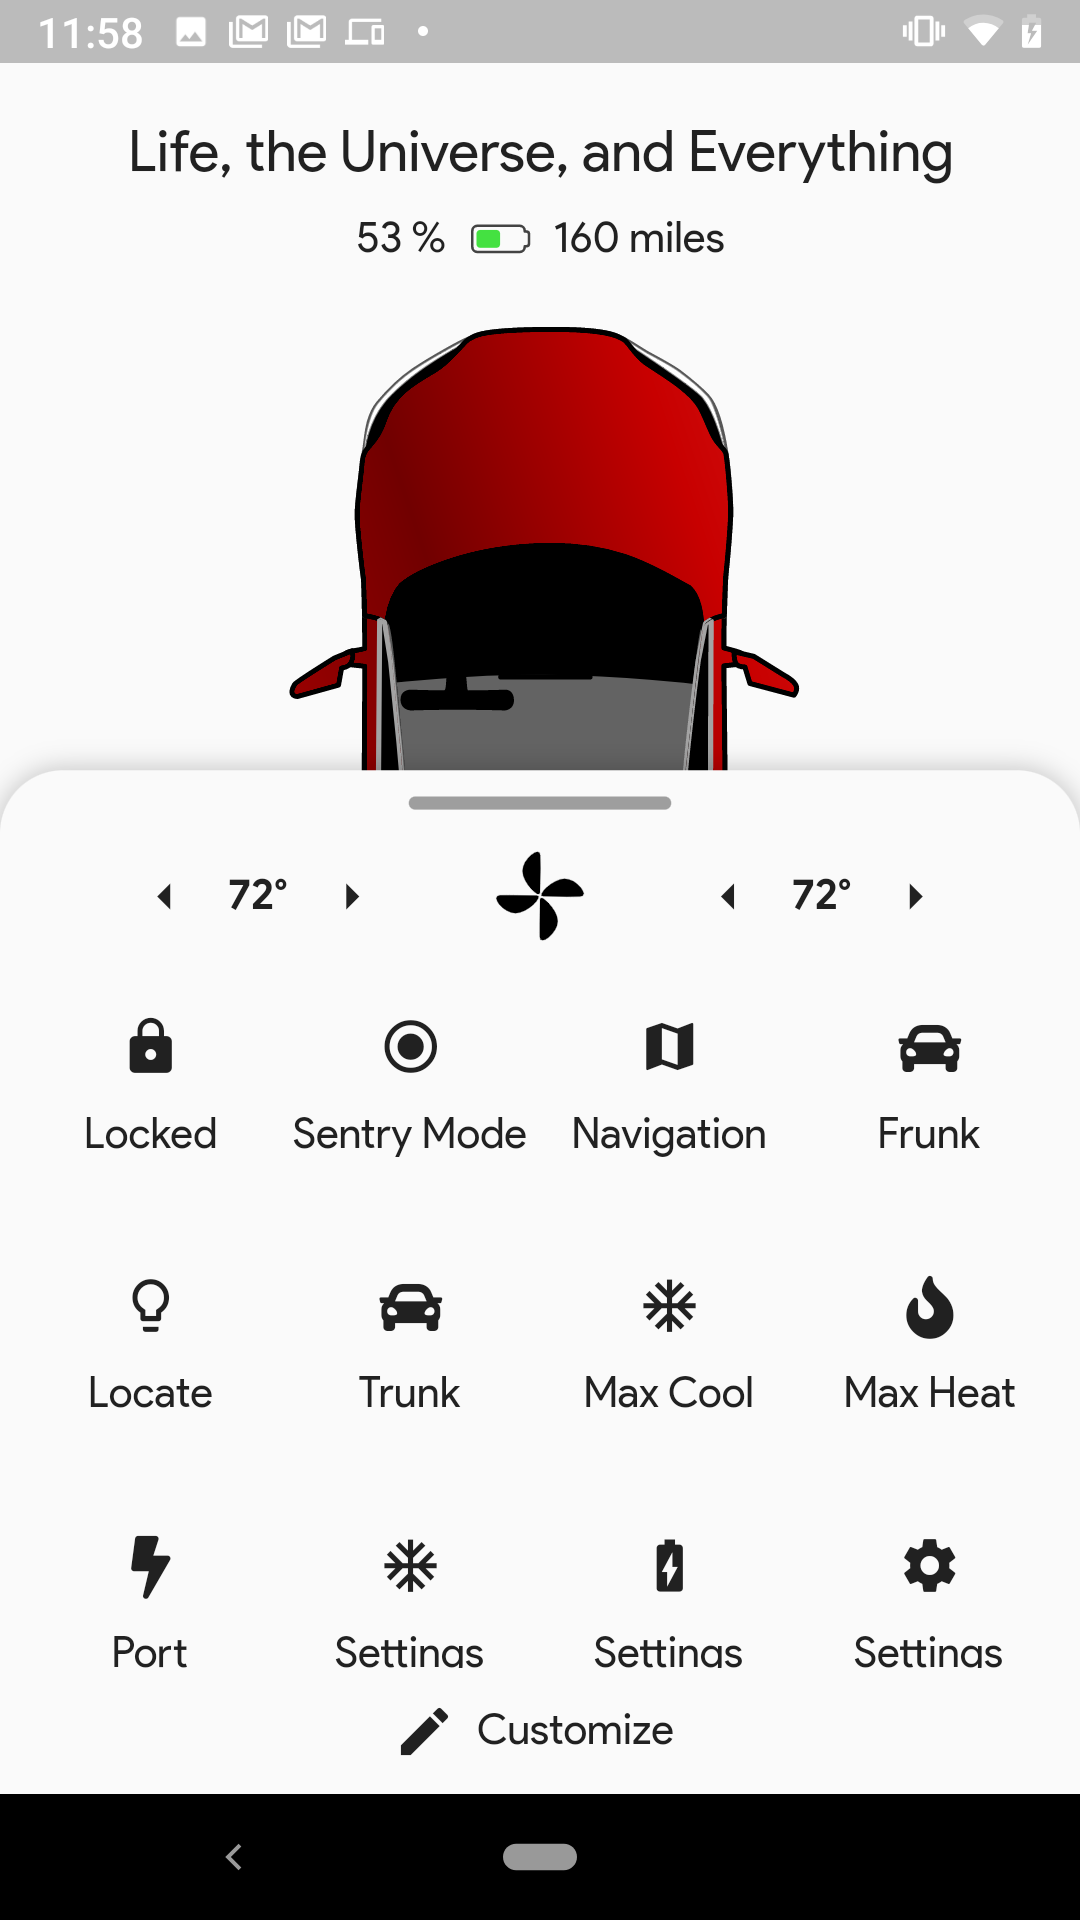 11:58
Life, the Universe, and Everything
53 % 160 miles
72° 72°
Locked Sentry Mode Navigation Frunk
Locate Trunk Max Cool Max Heat
Port Settings Settings Settings
Customize